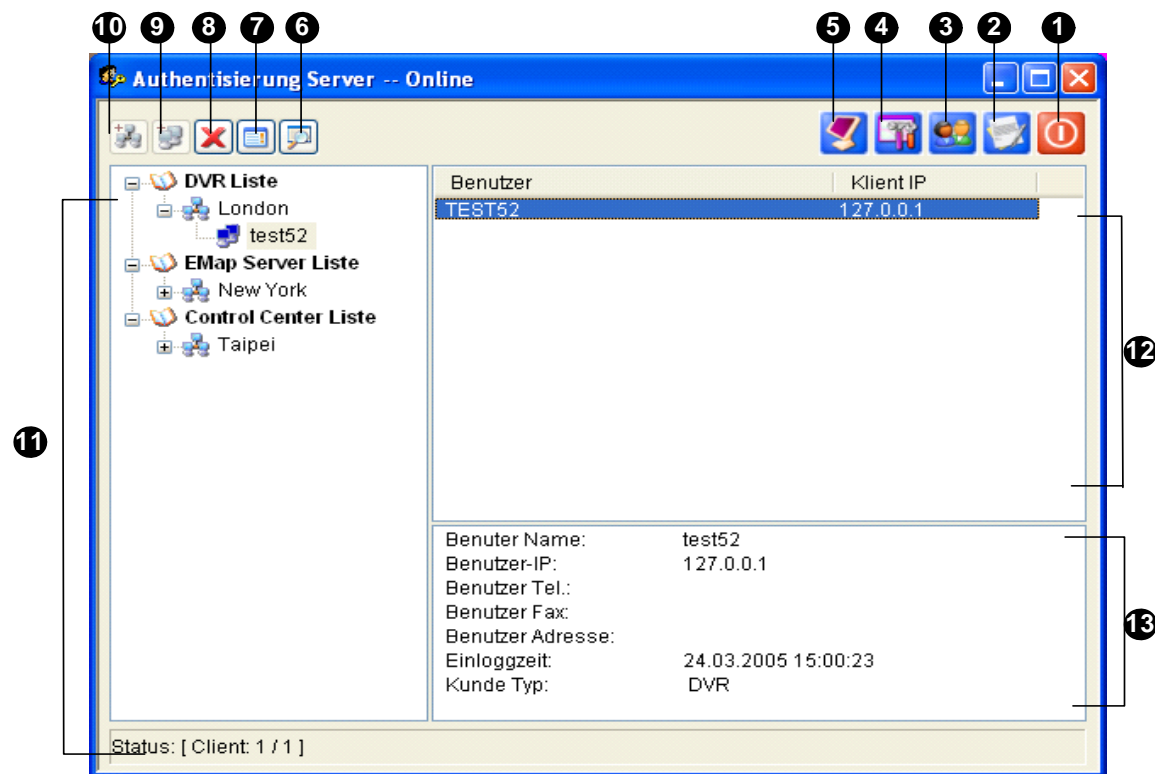 10 9 8 7 6 5 4 3 2 1
Authentisierung Server -- Online
DVR Liste
London
test52
EMap Server Liste
New York
Control Center Liste
Taipei
11
Benutzer Klient IP
TEST52 127.0.0.1
12
Benuter Name: test52
Benutzer-IP: 127.0.0.1
Benutzer Tel.:
Benutzer Fax:
Benutzer Adresse:
Einloggzeit: 24.03.2005 15:00:23
Kunde Typ: DVR
13
Status: [ Client: 1 / 1 ]